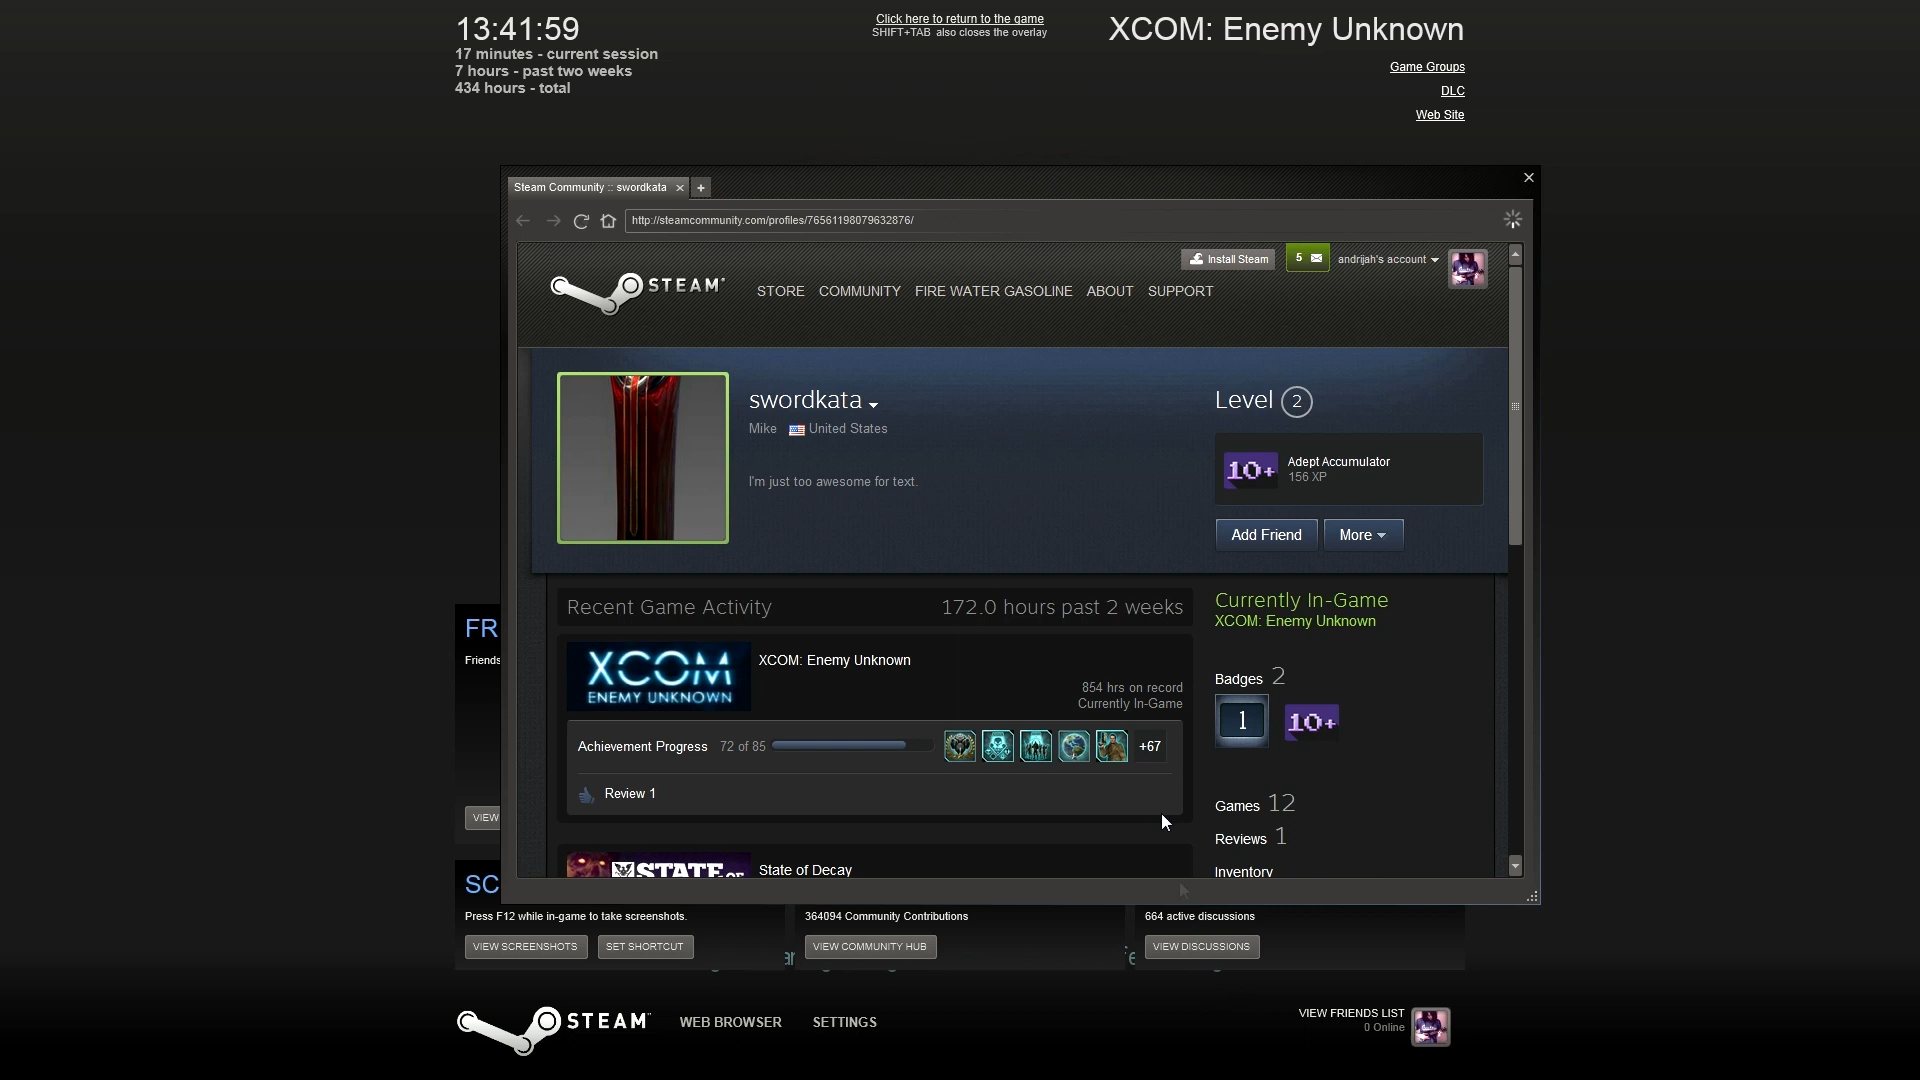 13:41:59
17 minutes - current session
7 hours - past two weeks
434 hours - total
Click here to return to the game
SHIFT+TAB also closes the overlay
XCOM: Enemy Unknown
Game Groups
DLC
Web Site
Steam Community :: swordkata
http://steamcommunity.com/profiles/76561198079632876/
Install Steam
5
andrijah's account
STEAM
STORE
COMMUNITY
FIRE WATER GASOLINE
ABOUT
SUPPORT
swordkata
Mike United States
I'm just too awesome for text.
Level 2
10+
Adept Accumulator
156 XP
Add Friend
More
Recent Game Activity
172.0 hours past 2 weeks
Currently In-Game
XCOM: Enemy Unknown
XCOM
ENEMY UNKNOWN
XCOM: Enemy Unknown
854 hrs on record
Currently In-Game
Achievement Progress 72 of 85
+67
Review 1
Badges 2
1
10+
Games 12
Reviews 1
Inventory
STATE OF
State of Decay
FR
Friends
VIEW
SC
Press F12 while in-game to take screenshots.
VIEW SCREENSHOTS
SET SHORTCUT
364094 Community Contributions
VIEW COMMUNITY HUB
664 active discussions
VIEW DISCUSSIONS
STEAM
WEB BROWSER
SETTINGS
VIEW FRIENDS LIST
0 Online